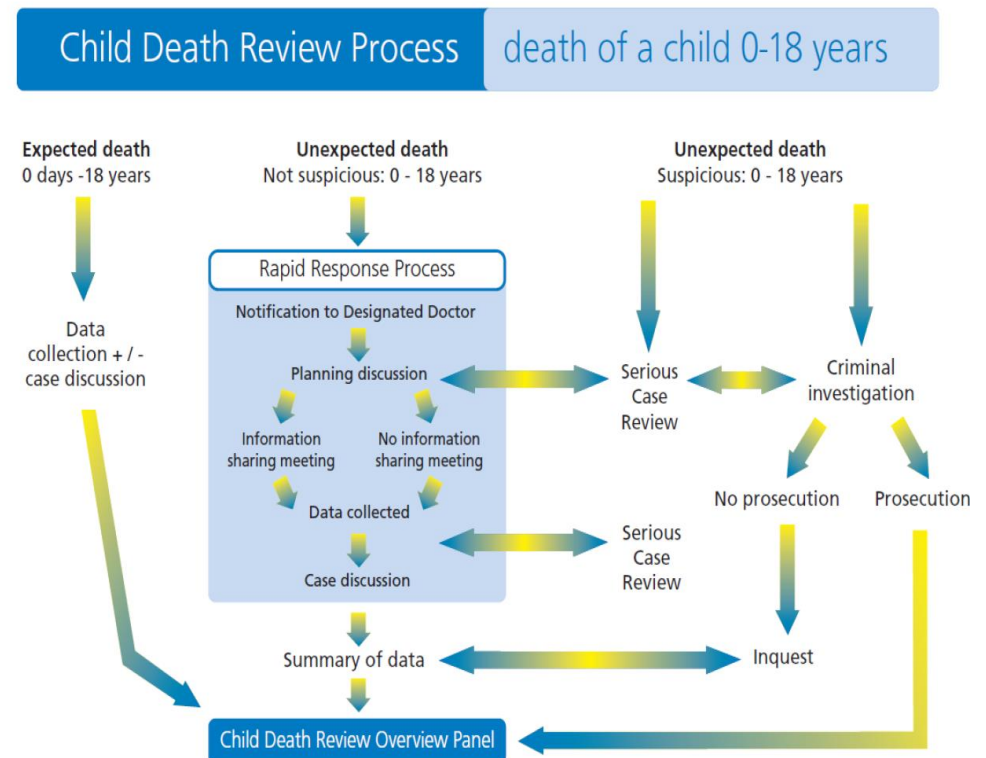 Child Death Review Process death of a child 0-18 years
Expected death
0 days -18 years
Unexpected death
Not suspicious: 0 - 18 years
Unexpected death
Suspicious: 0 - 18 years
Rapid Response Process
Notification to Designated Doctor
Planning discussion
Information
sharing meeting
No information
sharing meeting
Data collected
Case discussion
Data
collection + / -
case discussion
Serious
Case
Review
Criminal
investigation
No prosecution
Prosecution
Serious
Case
Review
Summary of data
Inquest
Child Death Review Overview Panel